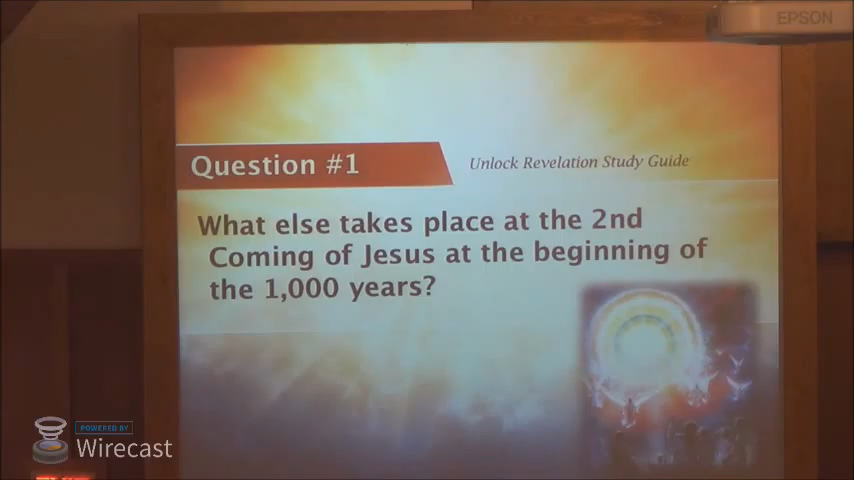 EPSON
Question #1
Unlock Revelation Study Guide
What else takes place at the 2nd
Coming of Jesus at the beginning of
the 1,000 years?
POWERED BY
Wirecast